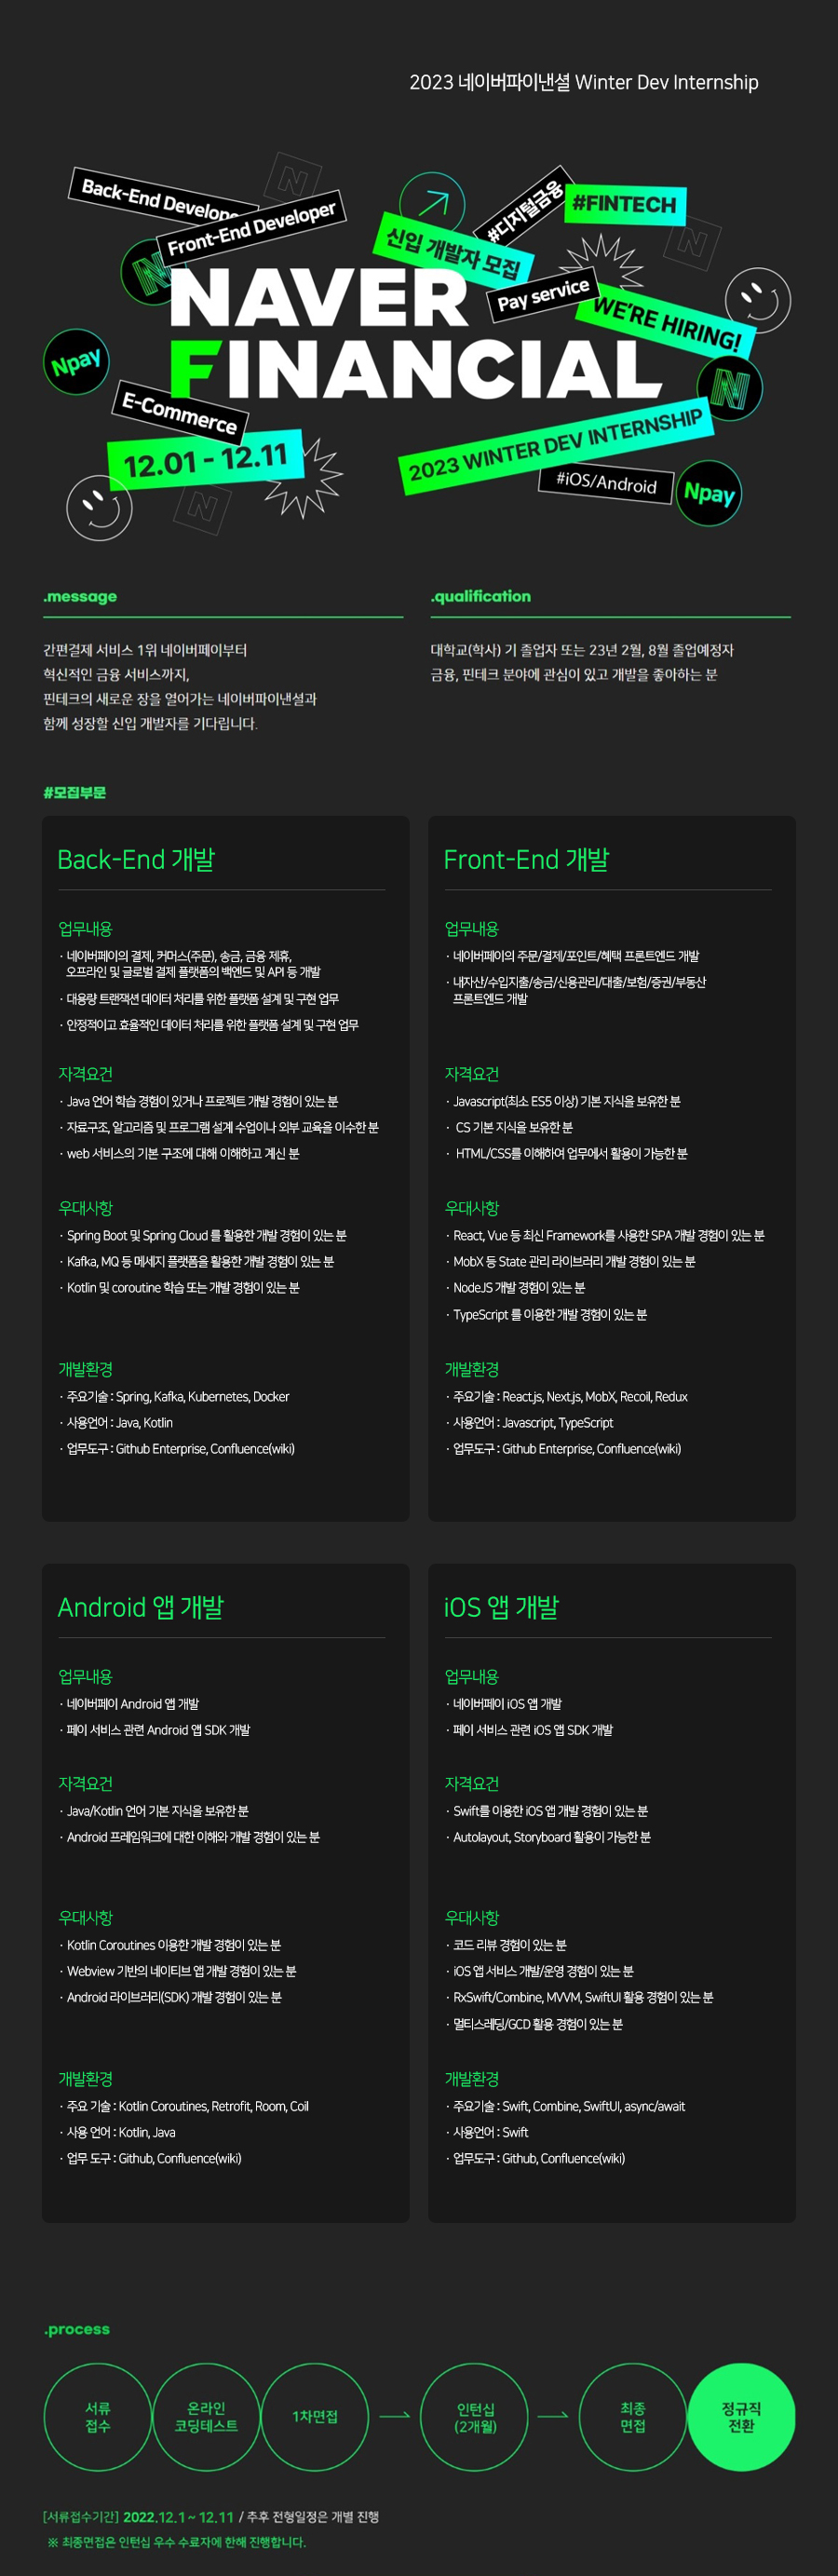 2023 네이버파이낸셜 Winter Dev Internship
Back-End Develope
Front-End Developer
신입 개발자 모집
#디지털금융
#FINTECH
Pay service
WE'RE HIRING!
NAVER
FINANCIAL
Npay
E-Commerce
12.01 - 12.11
2023 WINTER DEV INTERNSHIP
#iOS/Android
Npay
.message
간편결제 서비스 1위 네이버페이부터
혁신적인 금융 서비스까지,
핀테크의 새로운 장을 열어가는 네이버파이낸셜과
함께 성장할 신입 개발자를 기다립니다.
.qualification
대학교(학사) 기 졸업자 또는 23년 2월, 8월 졸업예정자
금융, 핀테크 분야에 관심이 있고 개발을 좋아하는 분
#모집부문
Back-End 개발
업무내용
· 네이버페이의 결제, 커머스(주문), 송금, 금융 제휴,
오프라인 및 글로벌 결제 플랫폼의 백엔드 및 API 등 개발
· 대용량 트랜잭션 데이터 처리를 위한 플랫폼 설계 및 구현 업무
· 안정적이고 효율적인 데이터 처리를 위한 플랫폼 설계 및 구현 업무
자격요건
· Java 언어 학습 경험이 있거나 프로젝트 개발 경험이 있는 분
· 자료구조, 알고리즘 및 프로그램 설계 수업이나 외부 교육을 이수한 분
· web 서비스의 기본 구조에 대해 이해하고 계신 분
우대사항
· Spring Boot 및 Spring Cloud 를 활용한 개발 경험이 있는 분
· Kafka, MQ 등 메세지 플랫폼을 활용한 개발 경험이 있는 분
· Kotlin 및 coroutine 학습 또는 개발 경험이 있는 분
개발환경
· 주요기술 : Spring, Kafka, Kubernetes, Docker
· 사용언어 : Java, Kotlin
· 업무도구 : Github Enterprise, Confluence(wiki)
Front-End 개발
업무내용
· 네이버페이의 주문/결제/포인트/혜택 프론트엔드 개발
· 내자산/수입지출/송금/신용관리/대출/보험/증권/부동산
프론트엔드 개발
자격요건
· Javascript(최소 ES5 이상) 기본 지식을 보유한 분
· CS 기본 지식을 보유한 분
· HTML/CSS를 이해하여 업무에서 활용이 가능한 분
우대사항
· React, Vue 등 최신 Framework를 사용한 SPA 개발 경험이 있는 분
· MobX 등 State 관리 라이브러리 개발 경험이 있는 분
· NodeJS 개발 경험이 있는 분
· TypeScript 를 이용한 개발 경험이 있는 분
개발환경
· 주요기술 : React.js, Next.js, MobX, Recoil, Redux
· 사용언어 : Javascript, TypeScript
· 업무도구 : Github Enterprise, Confluence(wiki)
Android 앱 개발
업무내용
· 네이버페이 Android 앱 개발
· 페이 서비스 관련 Android 앱 SDK 개발
자격요건
· Java/Kotlin 언어 기본 지식을 보유한 분
· Android 프레임워크에 대한 이해와 개발 경험이 있는 분
우대사항
· Kotlin Coroutines 이용한 개발 경험이 있는 분
· Webview 기반의 네이티브 앱 개발 경험이 있는 분
· Android 라이브러리(SDK) 개발 경험이 있는 분
개발환경
· 주요 기술 : Kotlin Coroutines, Retrofit, Room, Coil
· 사용 언어 : Kotlin, Java
· 업무 도구 : Github, Confluence(wiki)
iOS 앱 개발
업무내용
· 네이버페이 iOS 앱 개발
· 페이 서비스 관련 iOS 앱 SDK 개발
자격요건
· Swift를 이용한 iOS 앱 개발 경험이 있는 분
· Autolayout, Storyboard 활용이 가능한 분
우대사항
· 코드 리뷰 경험이 있는 분
· iOS 앱 서비스 개발/운영 경험이 있는 분
· RxSwift/Combine, MVVM, SwiftUI 활용 경험이 있는 분
· 멀티스레딩/GCD 활용 경험이 있는 분
개발환경
· 주요기술 : Swift, Combine, SwiftUI, async/await
· 사용언어 : Swift
· 업무도구 : Github, Confluence(wiki)
.process
서류
접수
온라인
코딩테스트
1차면접
인턴십
(2개월)
최종
면접
정규직
전환
[서류접수기간] 2022.12.1 ~ 12.11 / 추후 전형일정은 개별 진행
※ 최종면접은 인턴십 우수 수료자에 한해 진행합니다.